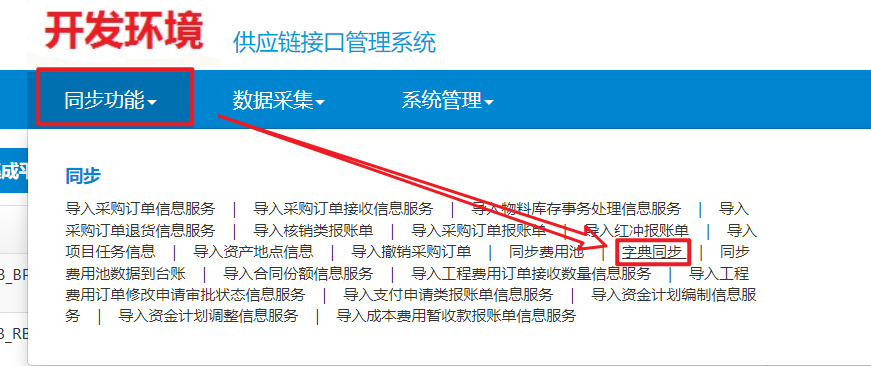 开发环境 供应链接口管理系统
同步功能 数据采集 系统管理
同步
导入采购订单信息服务 | 导入采购订单接收信息服务 | 导入物料库存事务处理信息服务 | 导入
采购订单退货信息服务 | 导入核销类报账单 | 导入采购订单报账单 | 导入红冲报账单 | 导入
项目任务信息 | 导入资产地点信息 | 导入撤销采购订单 | 同步费用池 | 字典同步 | 同步
费用池数据到台账 | 导入合同份额信息服务 | 导入工程费用订单接收数量信息服务 | 导入工程
费用订单修改申请审批状态信息服务 | 导入支付申请类报账单信息服务 | 导入资金计划编制信息服
务 | 导入资金计划调整信息服务 | 导入成本费用暂收款报账单信息服务
成平
B_BP
B_RE